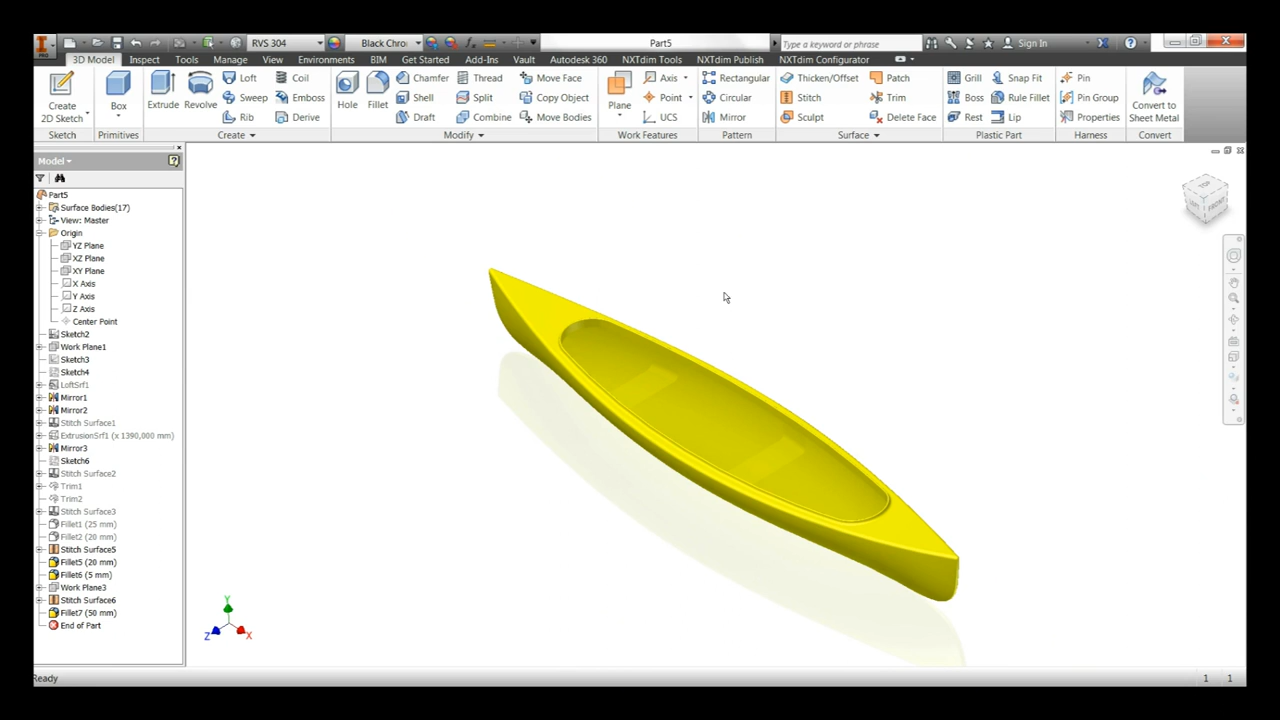 PRO RVS 304 Black Chro Part5 Type a keyword or phrase Sign In
3D Model Inspect Tools Manage View Environments BIM Get Started Add-Ins Vault Autodesk 360 NXTdim Tools NXTdim Publish NXTdim Configurator
Create
2D Sketch
Box
Extrude Revolve
Loft Coil
Sweep Emboss
Rib Derive
Hole Fillet
Chamfer Thread Move Face
Shell Split Copy Object
Draft Combine Move Bodies
Plane
Axis
Point
UCS
Rectangular
Circular
Mirror
Thicken/Offset Patch
Stitch Trim
Sculpt Delete Face
Grill Snap Fit
Boss Rule Fillet
Rest Lip
Pin
Pin Group
Properties
Convert to
Sheet Metal
Sketch Primitives Create Modify Work Features Pattern Surface Plastic Part Harness Convert
Model
Part5
Surface Bodies(17)
View: Master
Origin
YZ Plane
XZ Plane
XY Plane
X Axis
Y Axis
Z Axis
Center Point
Sketch2
Work Plane1
Sketch3
Sketch4
LoftSrf1
Mirror1
Mirror2
Stitch Surface1
ExtrusionSrf1 (x 1390,000 mm)
Mirror3
Sketch6
Stitch Surface2
Trim1
Trim2
Stitch Surface3
Fillet1 (25 mm)
Fillet2 (20 mm)
Stitch Surface5
Fillet5 (20 mm)
Fillet6 (5 mm)
Work Plane3
Stitch Surface6
Fillet7 (50 mm)
End of Part
TOP
FRONT
Y
Z
X
Ready 1 1